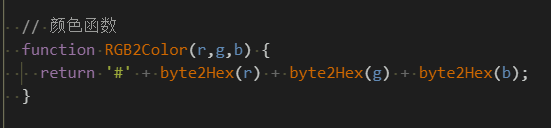 // 颜色函数
function RGB2Color(r,g,b) {
return '#' + byte2Hex(r) + byte2Hex(g) + byte2Hex(b);
}